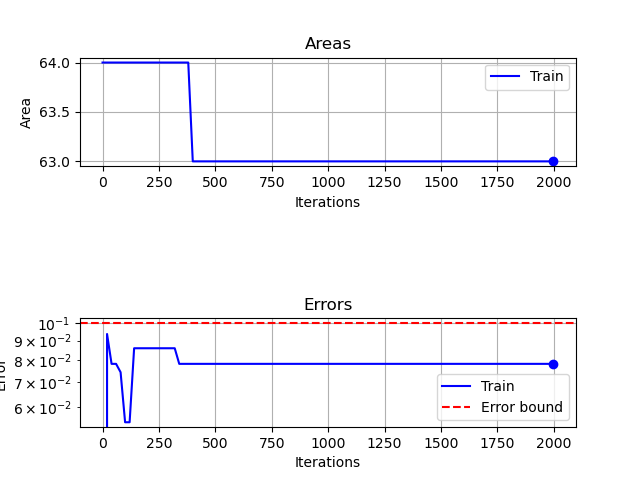 Areas
64.0
63.5
63.0
Area
Train
0 250 500 750 1000 1250 1500 1750 2000
Iterations
Errors
10⁻¹
9 × 10⁻²
8 × 10⁻²
7 × 10⁻²
6 × 10⁻²
Error
Train
Error bound
0 250 500 750 1000 1250 1500 1750 2000
Iterations